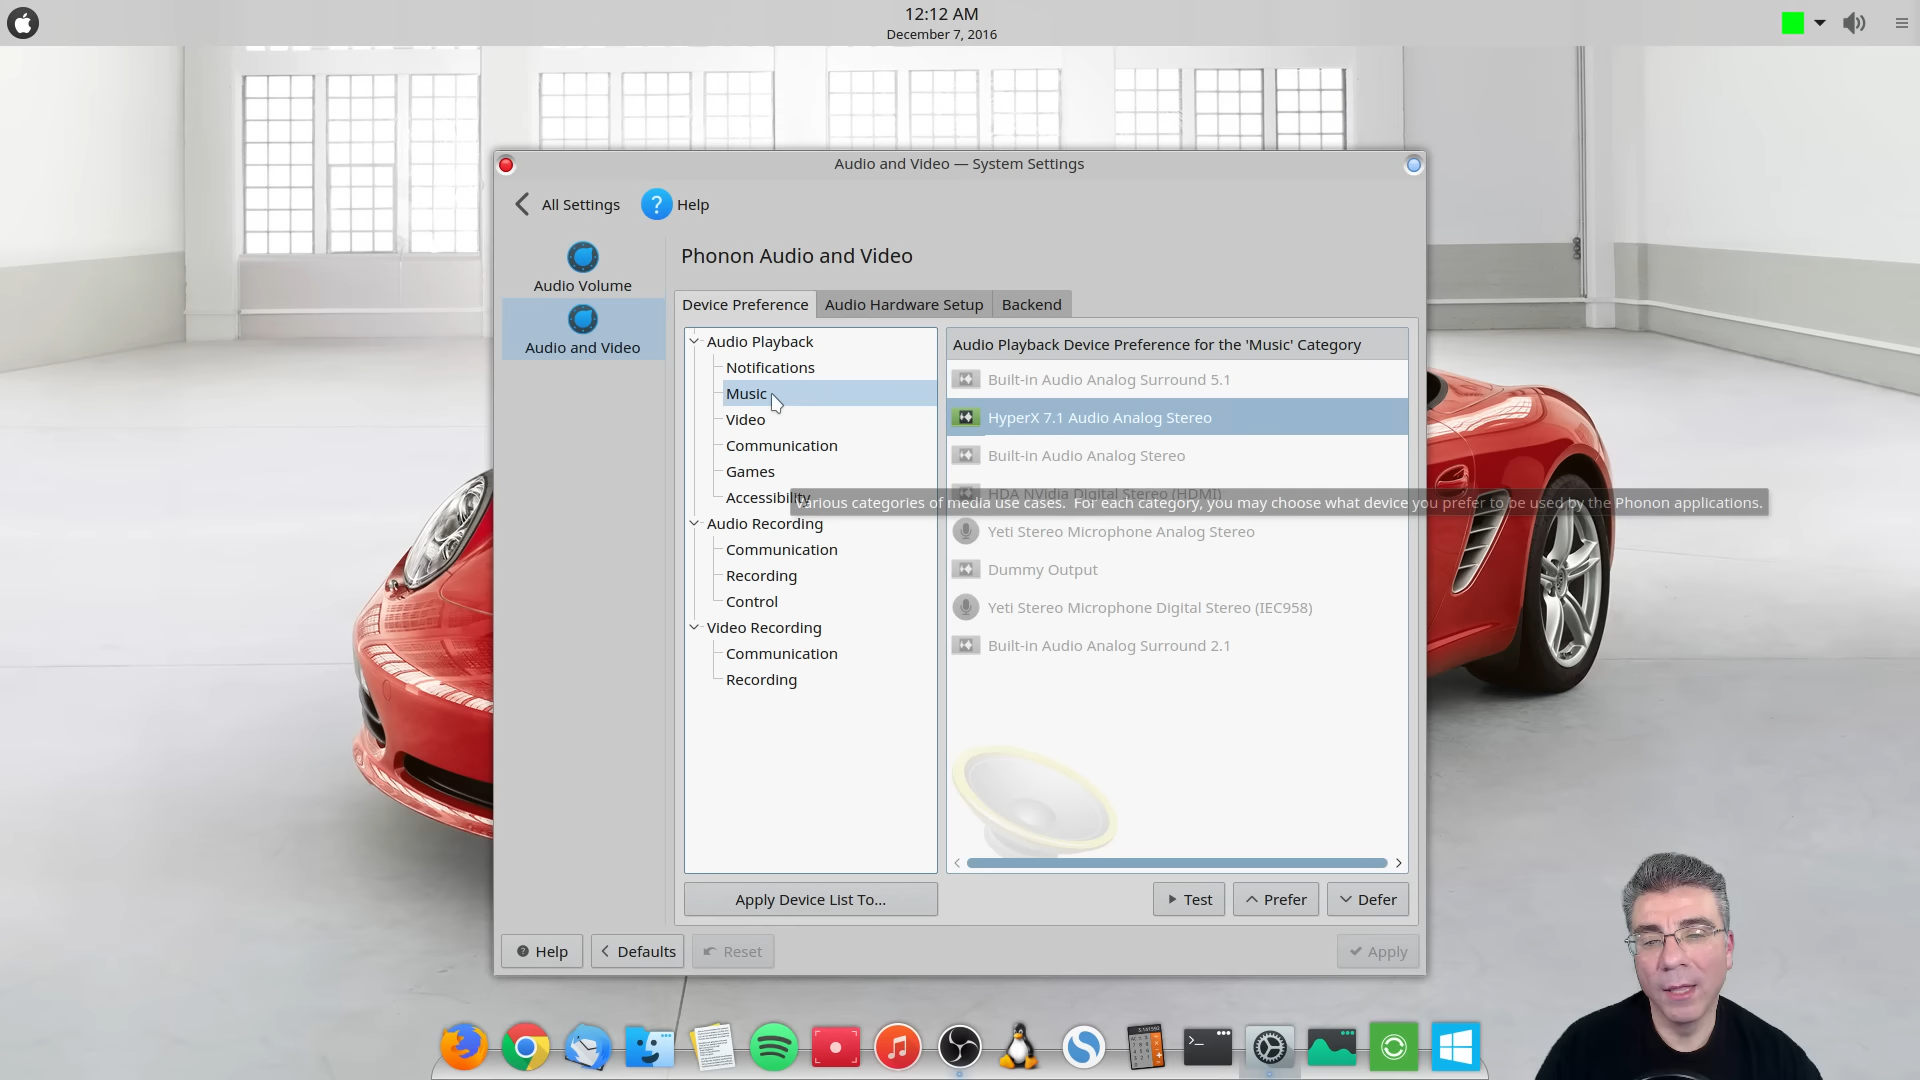 12:12 AM
December 7, 2016
Audio and Video — System Settings
All Settings
Help
Audio Volume
Audio and Video
Phonon Audio and Video
Device Preference
Audio Hardware Setup
Backend
Audio Playback
Notifications
Music
Video
Communication
Games
Accessibility
Audio Recording
Communication
Recording
Control
Video Recording
Communication
Recording
Audio Playback Device Preference for the 'Music' Category
Built-in Audio Analog Surround 5.1
HyperX 7.1 Audio Analog Stereo
Built-in Audio Analog Stereo
HDA NVidia Digital Stereo (HDMI)
Various categories of media use cases.  For each category, you may choose what device you prefer to be used by the Phonon applications.
Yeti Stereo Microphone Analog Stereo
Dummy Output
Yeti Stereo Microphone Digital Stereo (IEC958)
Built-in Audio Analog Surround 2.1
Apply Device List To...
Test
Prefer
Defer
Help
Defaults
Reset
Apply